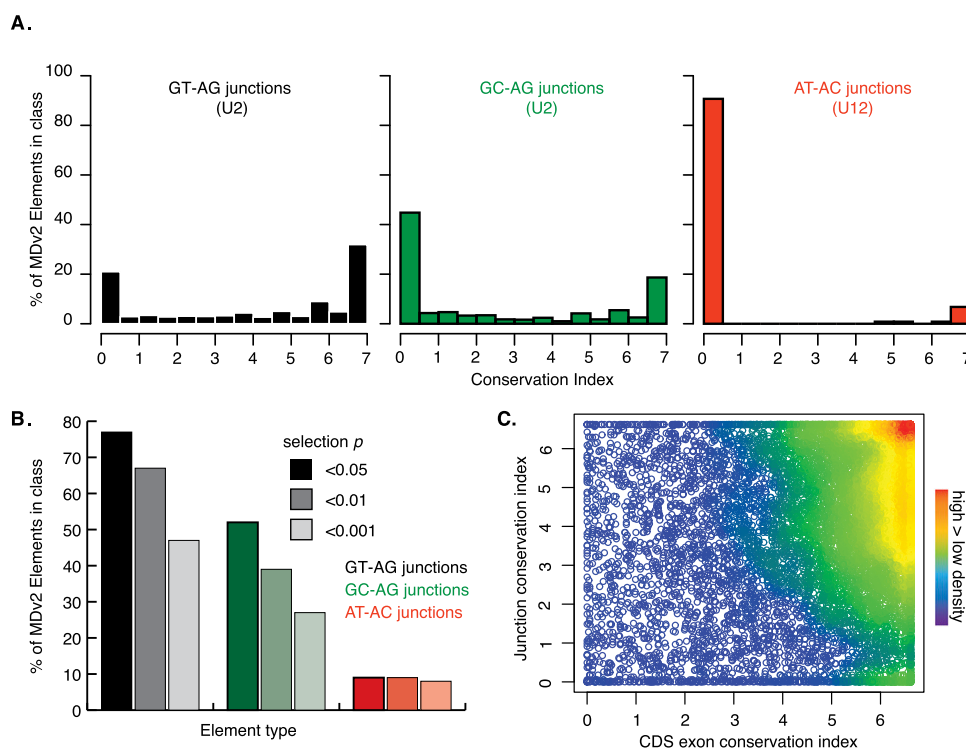 A.
GT-AG junctions
(U2)
GC-AG junctions
(U2)
AT-AC junctions
(U12)
% of MDv2 Elements in class
100
80
60
40
20
0
0 1 2 3 4 5 6 7
0 1 2 3 4 5 6 7
0 1 2 3 4 5 6 7
Conservation Index
B.
% of MDv2 Elements in class
80
70
60
50
40
30
20
10
0
selection p
<0.05
<0.01
<0.001
GT-AG junctions
GC-AG junctions
AT-AC junctions
Element type
C.
Junction conservation index
6
5
4
3
2
1
0
0 1 2 3 4 5 6
CDS exon conservation index
high > low density